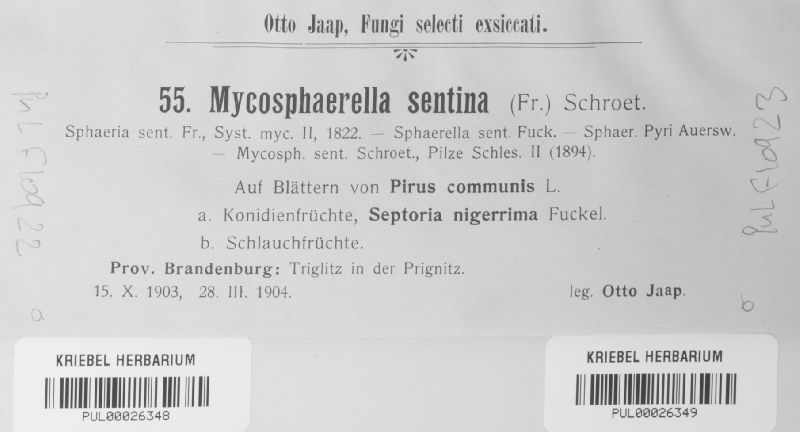 Otto Jaap, Fungi selecti exsiccati.
55. Mycosphaerella sentina (Fr.) Schroet.
Sphaeria sent. Fr., Syst. myc. II, 1822. — Sphaerella sent. Fuck. — Sphaer. Pyri Auersw.
— Mycosph. sent. Schroet., Pilze Schles. II (1894).
Auf Blättern von Pirus communis L.
a. Konidienfrüchte, Septoria nigerrima Fuckel.
b. Schlauchfrüchte.
Prov. Brandenburg: Triglitz in der Prignitz.
15. X. 1903, 28. III. 1904.
leg. Otto Jaap.
PUL F10922
a
PUL F10923
b
KRIEBEL HERBARIUM
PUL00026348
KRIEBEL HERBARIUM
PUL00026349